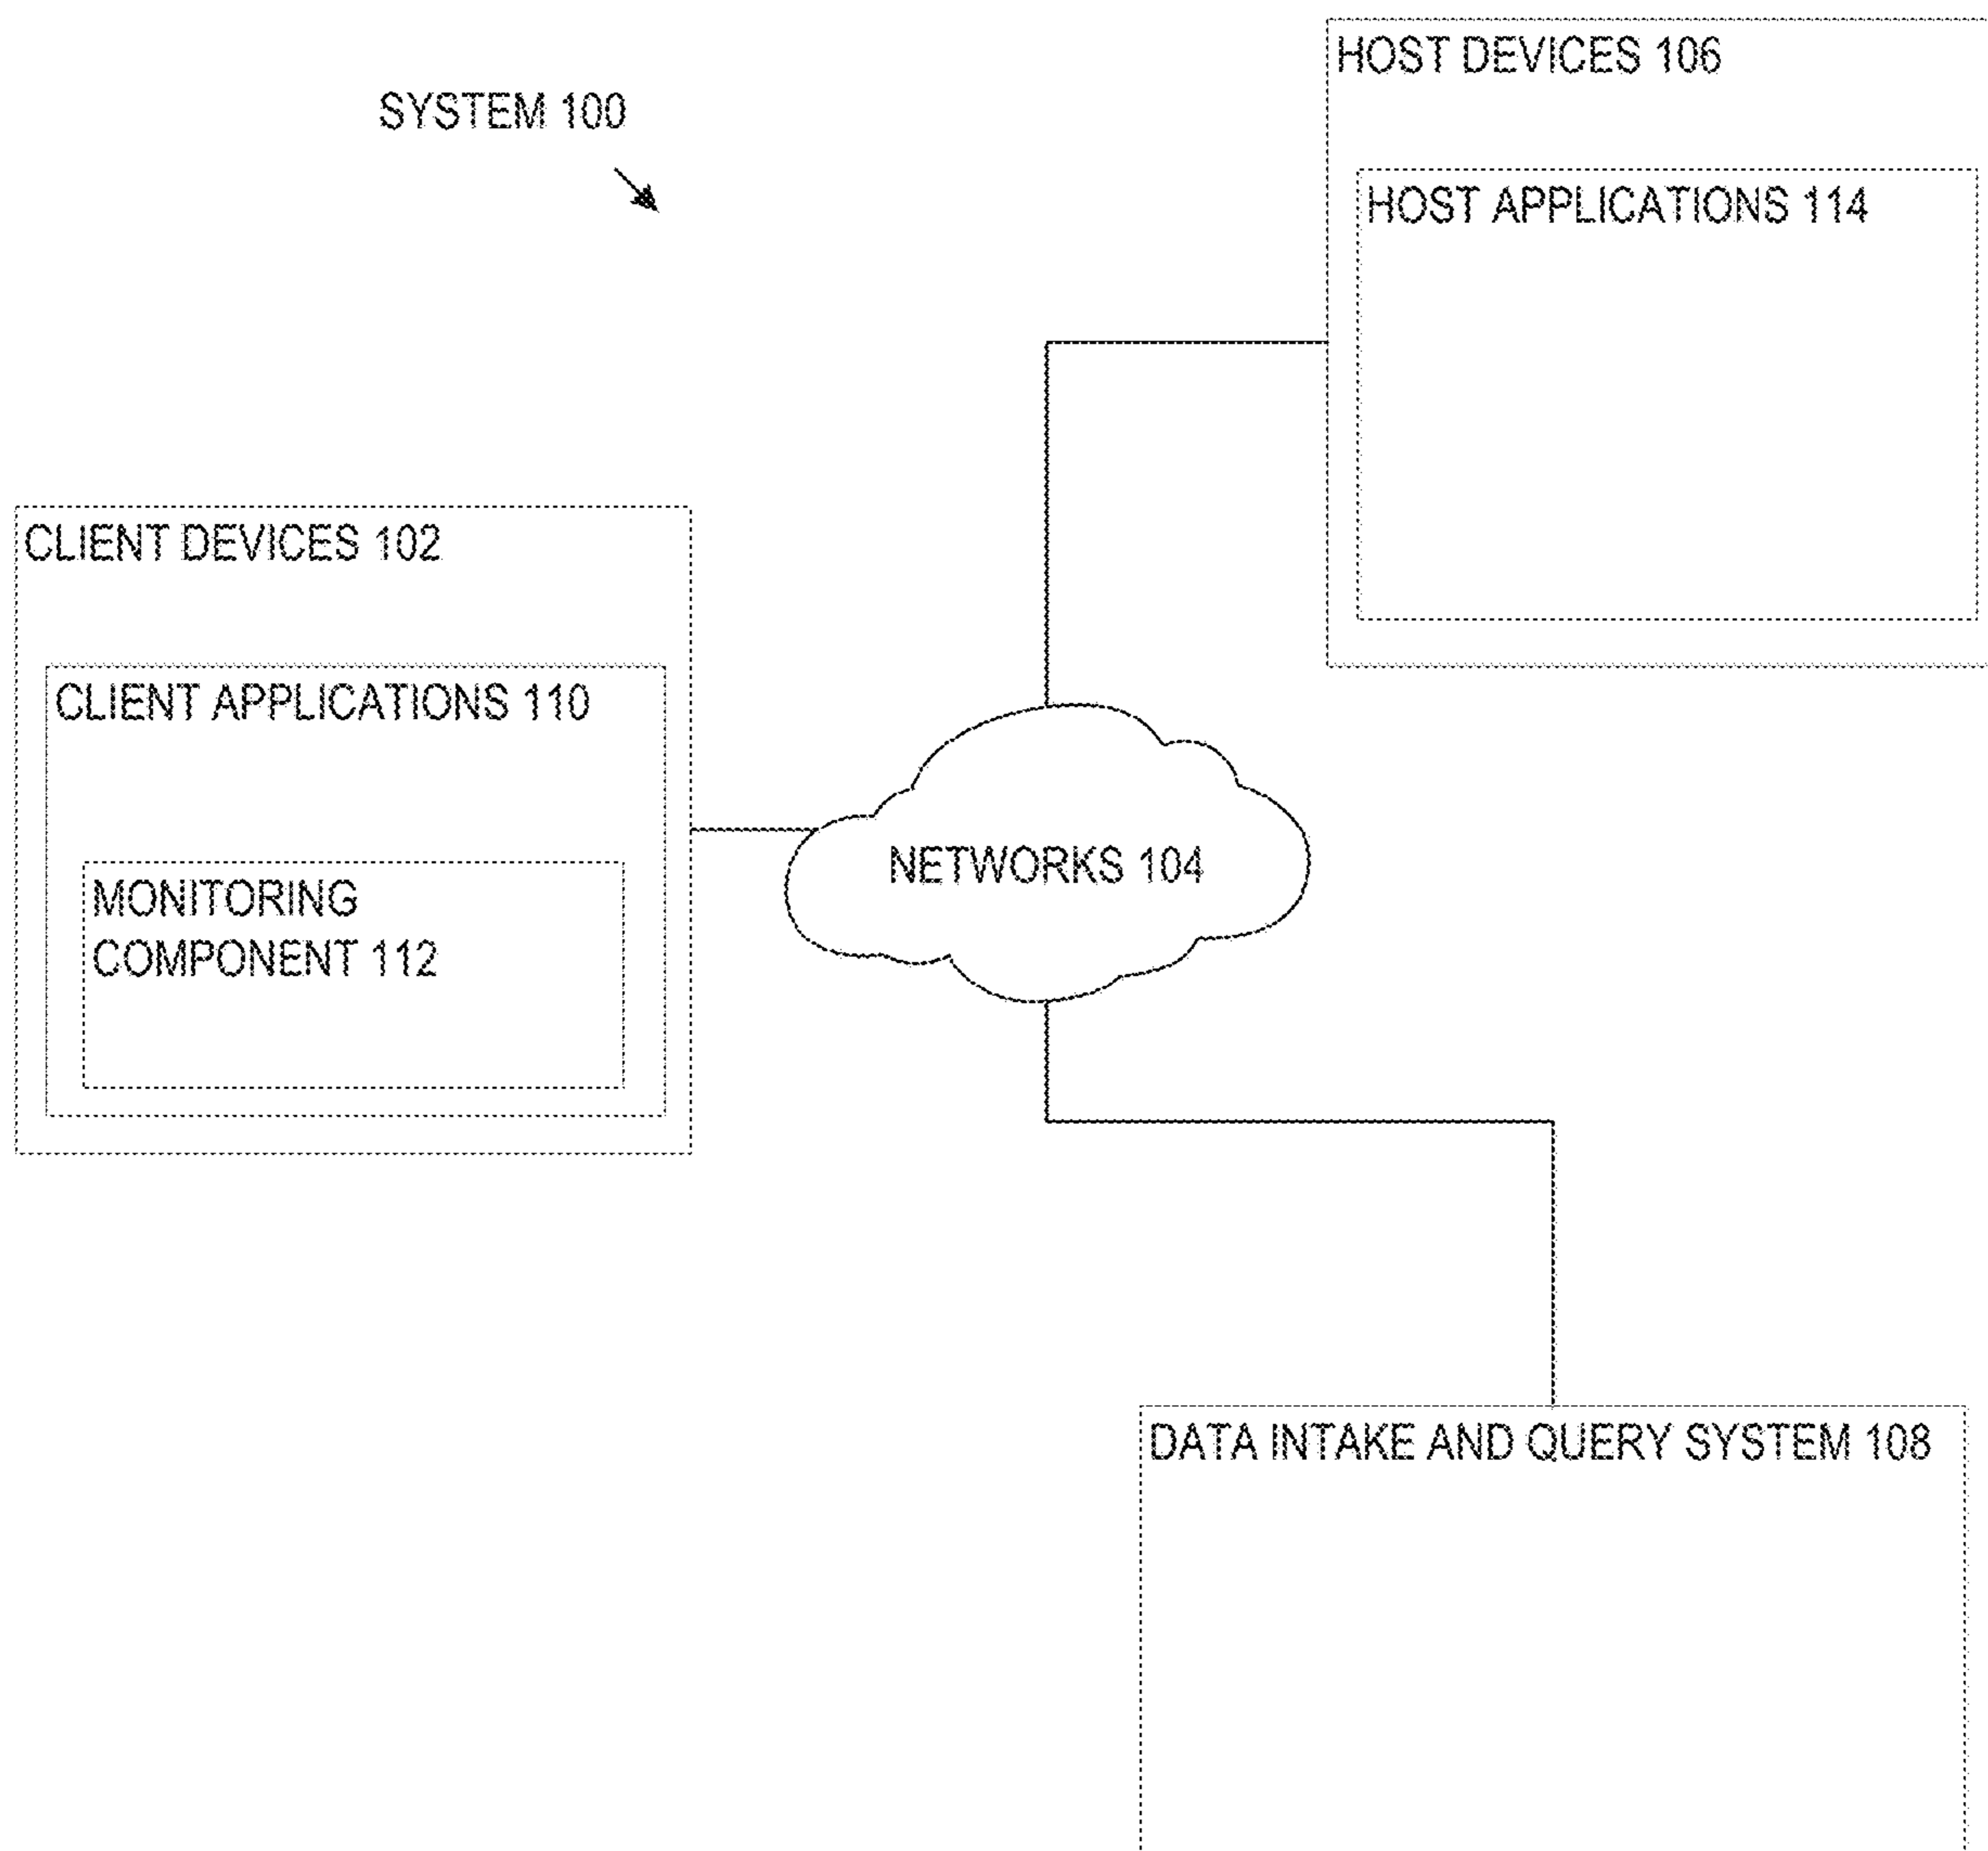 HOST DEVICES 106
SYSTEM 100
HOST APPLICATIONS 114
CLIENT DEVICES 102
CLIENT APPLICATIONS 110
NETWORKS 104
MONITORING
COMPONENT 112
DATA INTAKE AND QUERY SYSTEM 108